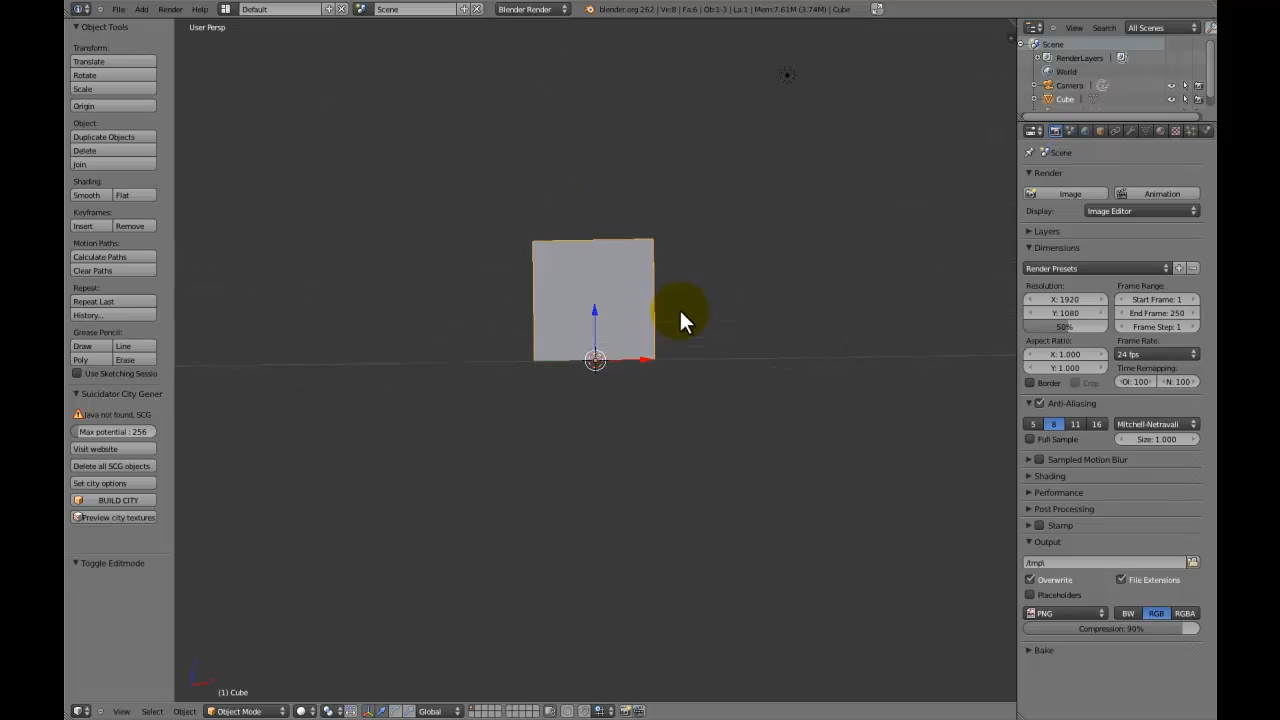 File Add Render Help Default Scene Blender Render blender.org 262 | Ve:8 | Fa:6 | Ob:1-3 | La:1 | Mem:7.61M (3.74M) | Cube
Object Tools
Transform:
Translate
Rotate
Scale
Origin
Object:
Duplicate Objects
Delete
Join
Shading:
Smooth Flat
Keyframes:
Insert Remove
Motion Paths:
Calculate Paths
Clear Paths
Repeat:
Repeat Last
History...
Grease Pencil:
Draw Line
Poly Erase
Use Sketching Sessio
Suicidator City Gener
Java not found, SCG
Max potential : 256
Visit website
Delete all SCG objects
Set city options
BUILD CITY
Preview city textures
Toggle Editmode
User Persp
(1) Cube
View Select Object Object Mode Global
View Search All Scenes
Scene
RenderLayers
World
Camera
Cube
Scene
Render
Image Animation
Display: Image Editor
Layers
Dimensions
Render Presets
Resolution: Frame Range:
X: 1920 Start Frame: 1
Y: 1080 End Frame: 250
50% Frame Step: 1
Aspect Ratio: Frame Rate:
X: 1.000 24 fps
Y: 1.000 Time Remapping:
Border Crop OI: 100 N: 100
Anti-Aliasing
5 8 11 16 Mitchell-Netravali
Full Sample Size: 1.000
Sampled Motion Blur
Shading
Performance
Post Processing
Stamp
Output
/tmp\
Overwrite File Extensions
Placeholders
PNG BW RGB RGBA
Compression: 90%
Bake